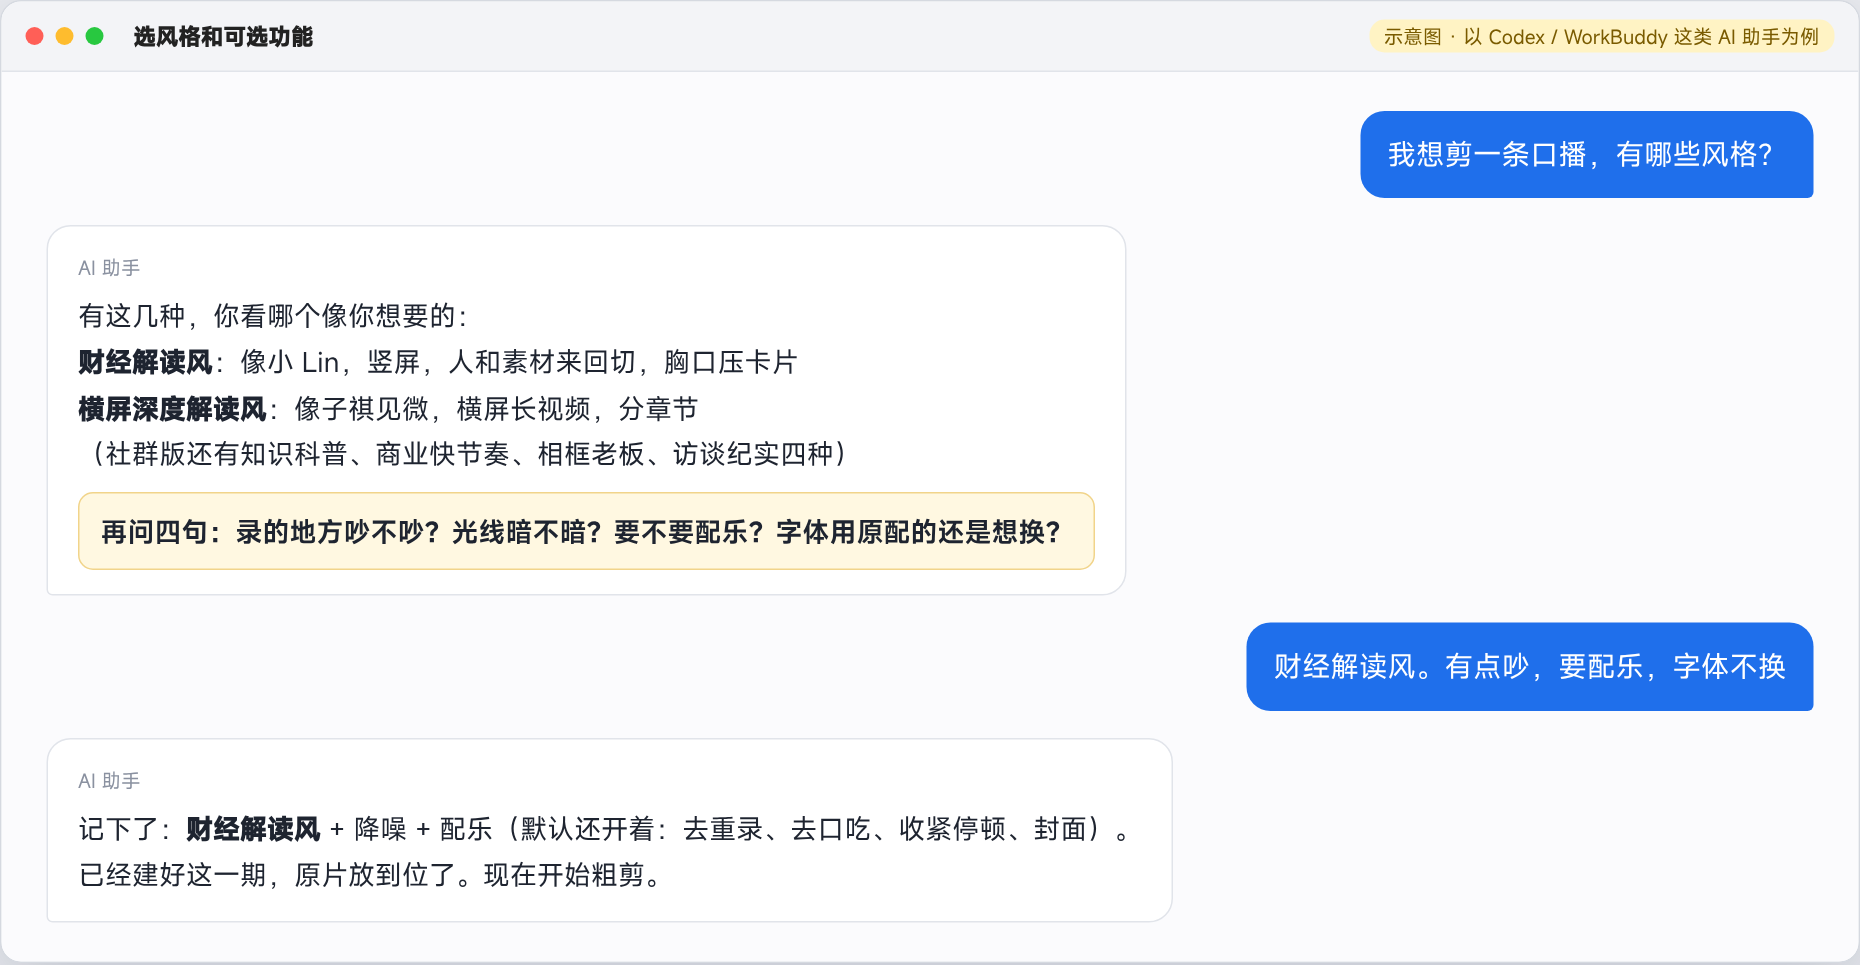 选风格和可选功能
示意图 · 以 Codex / WorkBuddy 这类 AI 助手为例
我想剪一条口播，有哪些风格？
AI 助手
有这几种，你看哪个像你想要的：
财经解读风：像小 Lin，竖屏，人和素材来回切，胸口压卡片
横屏深度解读风：像子祺见微，横屏长视频，分章节
（社群版还有知识科普、商业快节奏、相框老板、访谈纪实四种）
再问四句：录的地方吵不吵？光线暗不暗？要不要配乐？字体用原配的还是想换？
财经解读风。有点吵，要配乐，字体不换
AI 助手
记下了：财经解读风 + 降噪 + 配乐（默认还开着：去重录、去口吃、收紧停顿、封面）。
已经建好这一期，原片放到位了。现在开始粗剪。